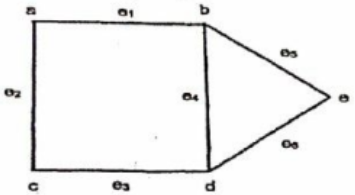 a e₁ b
e₅
e₂ e₄ e
e₆
c e₃ d